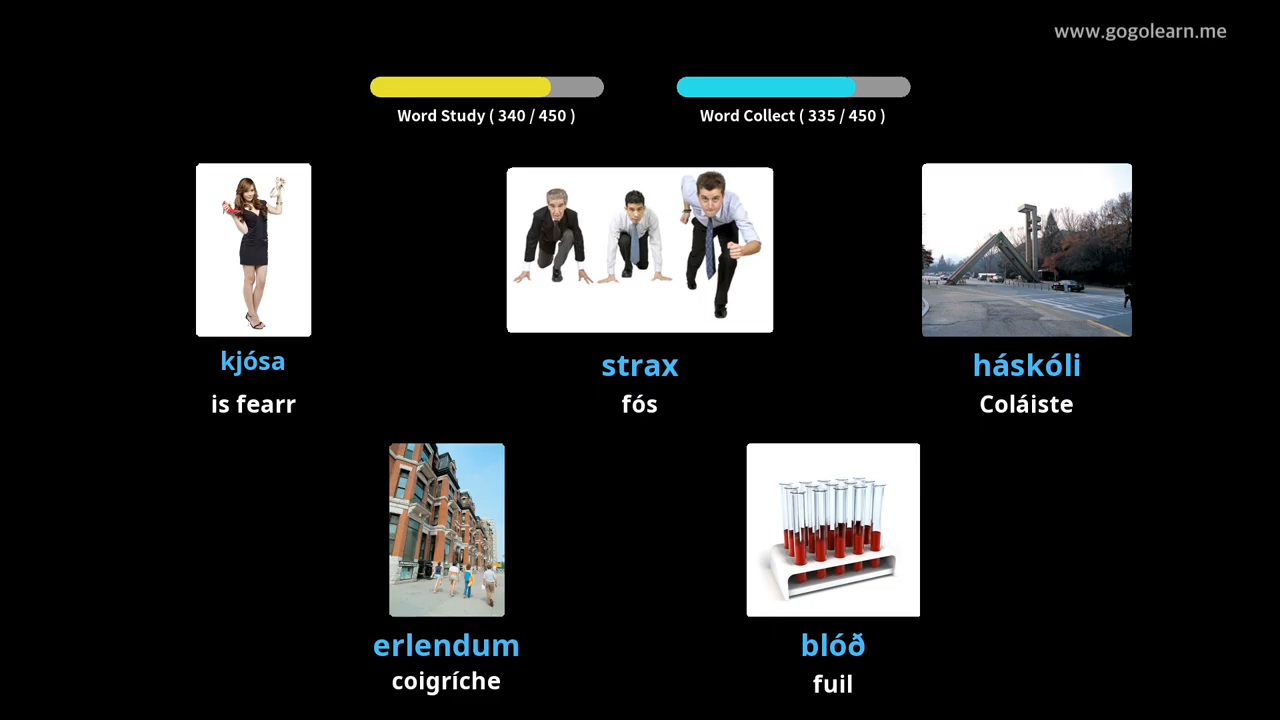 www.gogolearn.me
Word Study ( 340 / 450 )
Word Collect ( 335 / 450 )
kjósa
strax
háskóli
is fearr
fós
Coláiste
erlendum
blóð
coigríche
fuil